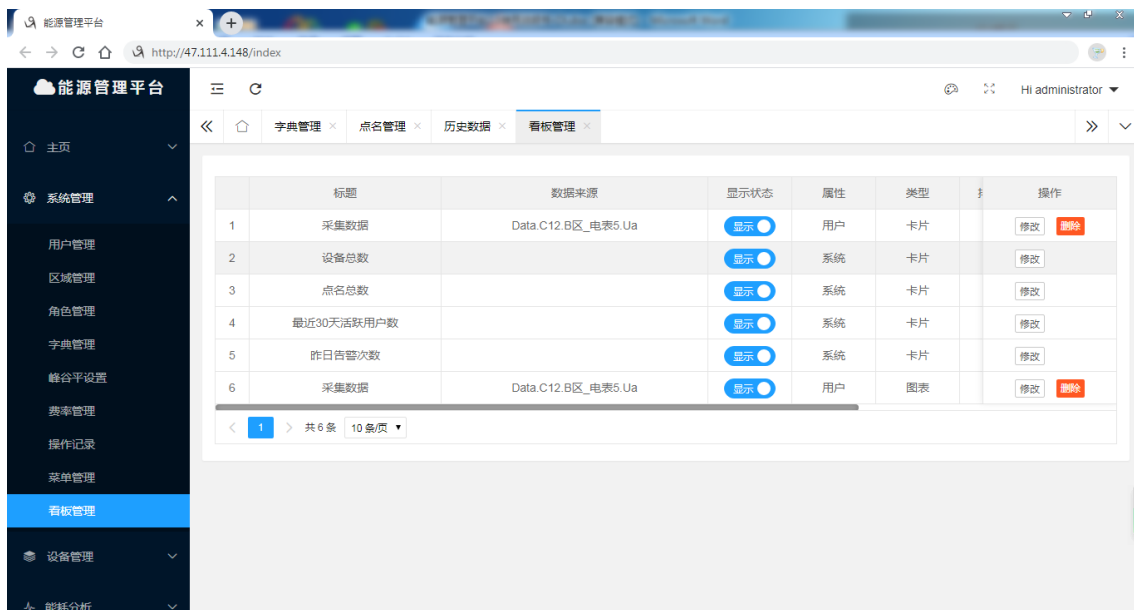 能源管理平台
http://47.111.4.148/index
能源管理平台
Hi administrator
字典管理 点名管理 历史数据 看板管理
主页
系统管理
用户管理
区域管理
角色管理
字典管理
峰谷平设置
费率管理
操作记录
菜单管理
看板管理
设备管理
能耗分析
标题 数据来源 显示状态 属性 类型 操作
1 采集数据 Data.C12.B区_电表5.Ua 显示 用户 卡片 修改 删除
2 设备总数 显示 系统 卡片 修改
3 点名总数 显示 系统 卡片 修改
4 最近30天活跃用户数 显示 系统 卡片 修改
5 昨日告警次数 显示 系统 卡片 修改
6 采集数据 Data.C12.B区_电表5.Ua 显示 用户 图表 修改 删除
1 共6条 10条/页